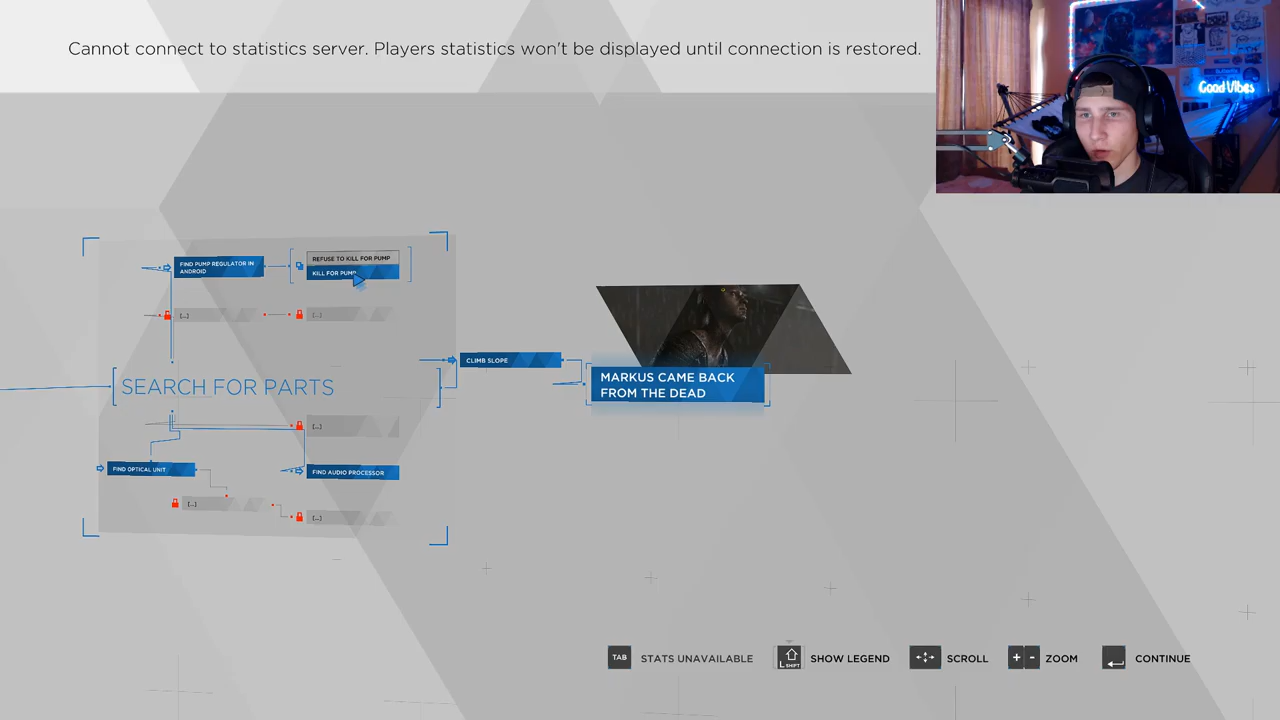 Cannot connect to statistics server. Players statistics won't be displayed until connection is restored.
Good Vibes
FIND PUMP REGULATOR IN
ANDROID
REFUSE TO KILL FOR PUMP
KILL FOR PUMP
[...]
[...]
CLIMB SLOPE
SEARCH FOR PARTS
MARKUS CAME BACK
FROM THE DEAD
[...]
FIND OPTICAL UNIT
FIND AUDIO PROCESSOR
[...]
[...]
TAB
STATS UNAVAILABLE
L SHIFT
SHOW LEGEND
SCROLL
+ -
ZOOM
CONTINUE